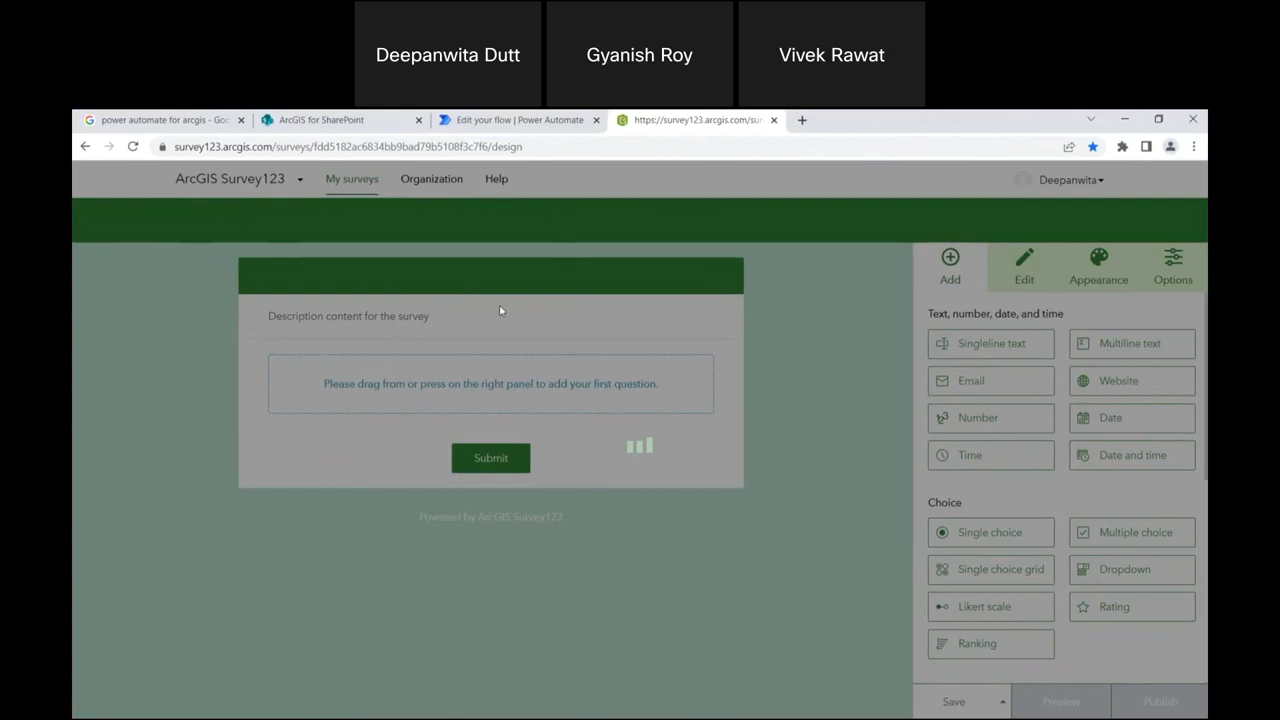 Deepanwita Dutt
Gyanish Roy
Vivek Rawat
power automate for arcgis - Goo
ArcGIS for SharePoint
Edit your flow | Power Automate
https://survey123.arcgis.com/sur
survey123.arcgis.com/surveys/fdd5182ac6834bb9bad79b5108f3c7f6/design
ArcGIS Survey123
My surveys
Organization
Help
Deepanwita
Add
Edit
Appearance
Options
Description content for the survey
Please drag from or press on the right panel to add your first question.
Submit
Powered by ArcGIS Survey123
Text, number, date, and time
Singleline text
Multiline text
Email
Website
Number
Date
Time
Date and time
Choice
Single choice
Multiple choice
Single choice grid
Dropdown
Likert scale
Rating
Ranking
Save
Preview
Publish